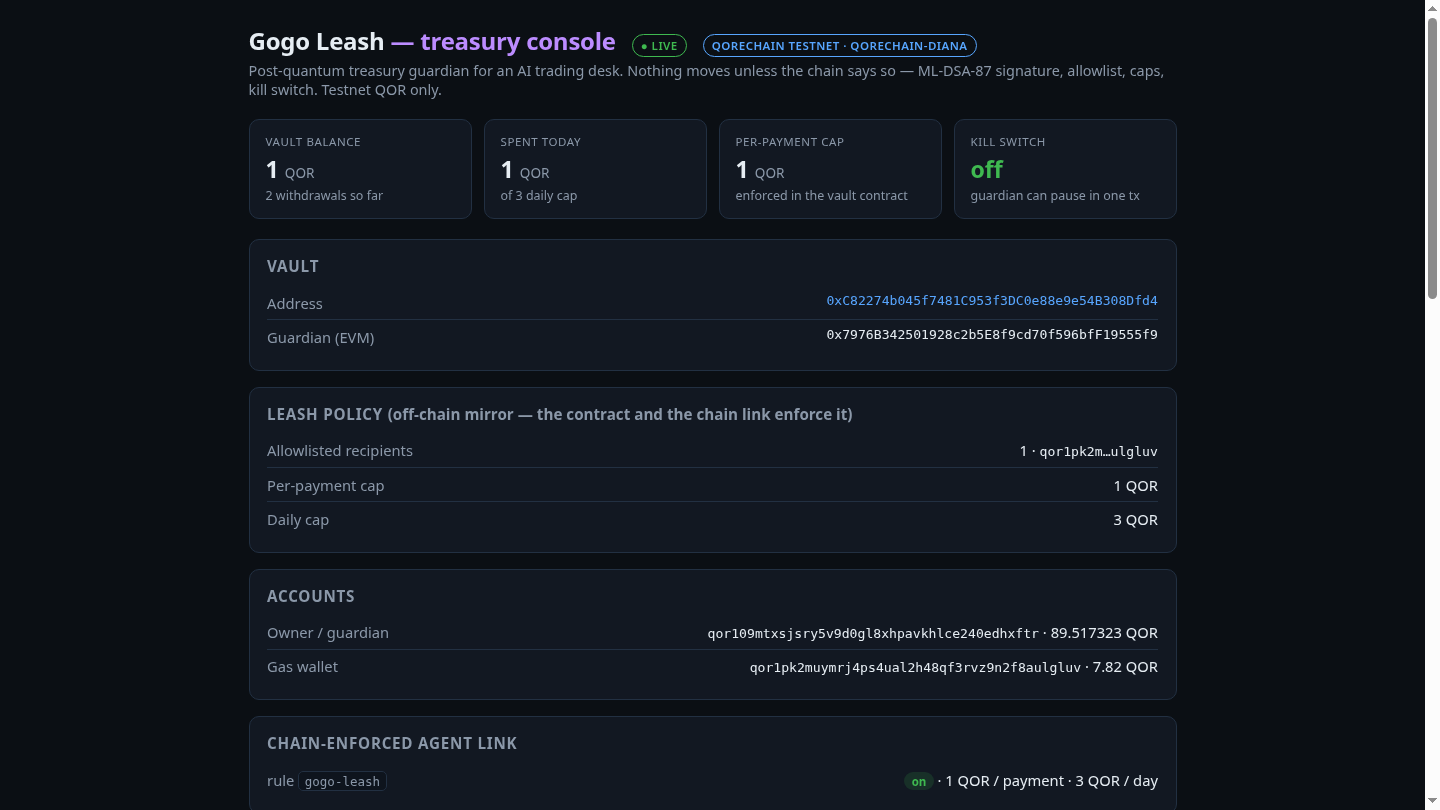 Gogo Leash — treasury console ● LIVE QORECHAIN TESTNET · QORECHAIN-DIANA
Post-quantum treasury guardian for an AI trading desk. Nothing moves unless the chain says so — ML-DSA-87 signature, allowlist, caps,
kill switch. Testnet QOR only.
VAULT BALANCE
1 QOR
2 withdrawals so far
SPENT TODAY
1 QOR
of 3 daily cap
PER-PAYMENT CAP
1 QOR
enforced in the vault contract
KILL SWITCH
off
guardian can pause in one tx
VAULT
Address 0xC82274b045f7481C953f3DC0e88e9e54B308Dfd4
Guardian (EVM) 0x7976B342501928c2b5E8f9cd70f596bfF19555f9
LEASH POLICY (off-chain mirror — the contract and the chain link enforce it)
Allowlisted recipients 1 · qor1pk2m…ulgluv
Per-payment cap 1 QOR
Daily cap 3 QOR
ACCOUNTS
Owner / guardian qor109mtxsjsry5v9d0gl8xhpavkhlce240edhxftr · 89.517323 QOR
Gas wallet qor1pk2muymrj4ps4ual2h48qf3rvz9n2f8aulgluv · 7.82 QOR
CHAIN-ENFORCED AGENT LINK
rule gogo-leash on · 1 QOR / payment · 3 QOR / day